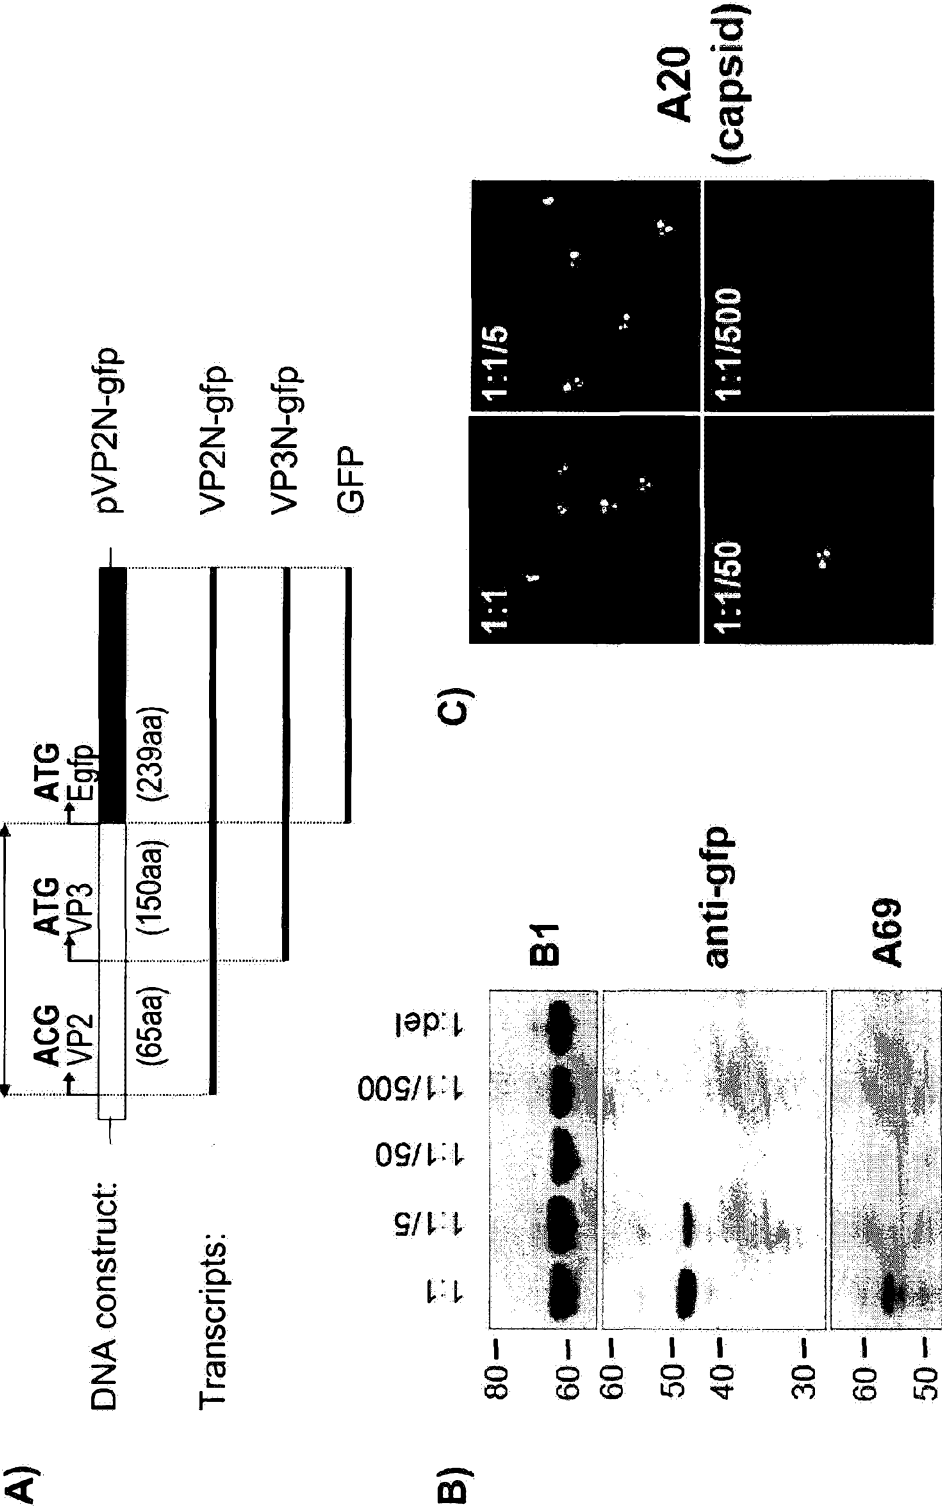 A)
ACG
ATG
ATG
VP2
VP3
Egfp
DNA construct:
pVP2N-gfp
(65aa)
(150aa)
(239aa)
Transcripts:
VP2N-gfp
VP3N-gfp
GFP
B)
1:1
1:1/5
1:1/50
1:1/500
1:del
80
60
B1
60
50
40
30
anti-gfp
60
50
A69
C)
1:1
1:1/5
1:1/50
1:1/500
A20
(capsid)